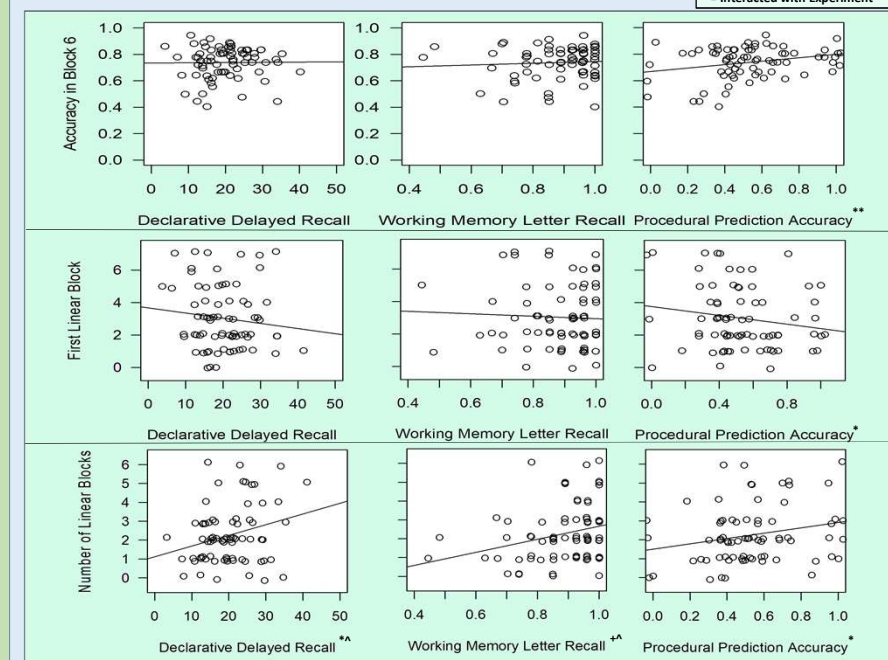 Interacted with Experiment
Accuracy in Block 6
1.0
0.8
0.6
0.4
0.2
0.0
0 10 20 30 40 50
Declarative Delayed Recall
1.0
0.8
0.6
0.4
0.2
0.0
0.4 0.6 0.8 1.0
Working Memory Letter Recall
0.0 0.2 0.4 0.6 0.8 1.0
Procedural Prediction Accuracy**
First Linear Block
6
4
2
0
0 10 20 30 40 50
Declarative Delayed Recall
0.4 0.6 0.8 1.0
Working Memory Letter Recall
0.0 0.4 0.8
Procedural Prediction Accuracy*
Number of Linear Blocks
6
5
4
3
2
1
0
0 10 20 30 40 50
Declarative Delayed Recall *^
6
5
4
3
2
1
0
0.4 0.6 0.8 1.0
Working Memory Letter Recall +^
0.0 0.2 0.4 0.6 0.8 1.0
Procedural Prediction Accuracy*